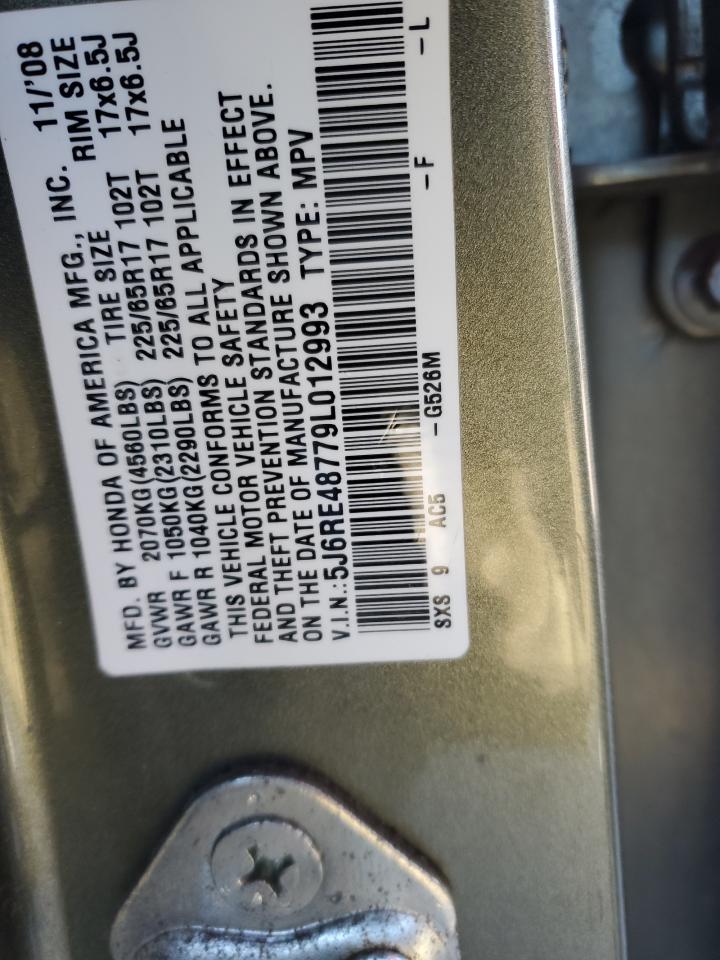 MFD. BY HONDA OF AMERICA MFG., INC. 11/'08
GVWR 2070KG(4560LBS) TIRE SIZE RIM SIZE
GAWR F 1050KG(2310LBS) 225/65R17 102T 17x6.5J
GAWR R 1040KG(2290LBS) 225/65R17 102T 17x6.5J
THIS VEHICLE CONFORMS TO ALL APPLICABLE
FEDERAL MOTOR VEHICLE SAFETY
AND THEFT PREVENTION STANDARDS IN EFFECT
ON THE DATE OF MANUFACTURE SHOWN ABOVE.
V.I.N.:5J6RE48779L012993 TYPE: MPV
SXS 9 AC5 -G526M -F -L